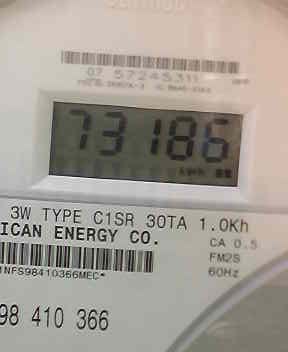 07 57245311
73186
kWh
3W TYPE C1SR 30TA 1.0Kh
ICAN ENERGY CO.
CA 0.5
FM2S
60Hz
1NFS98410366MEC*
98 410 366